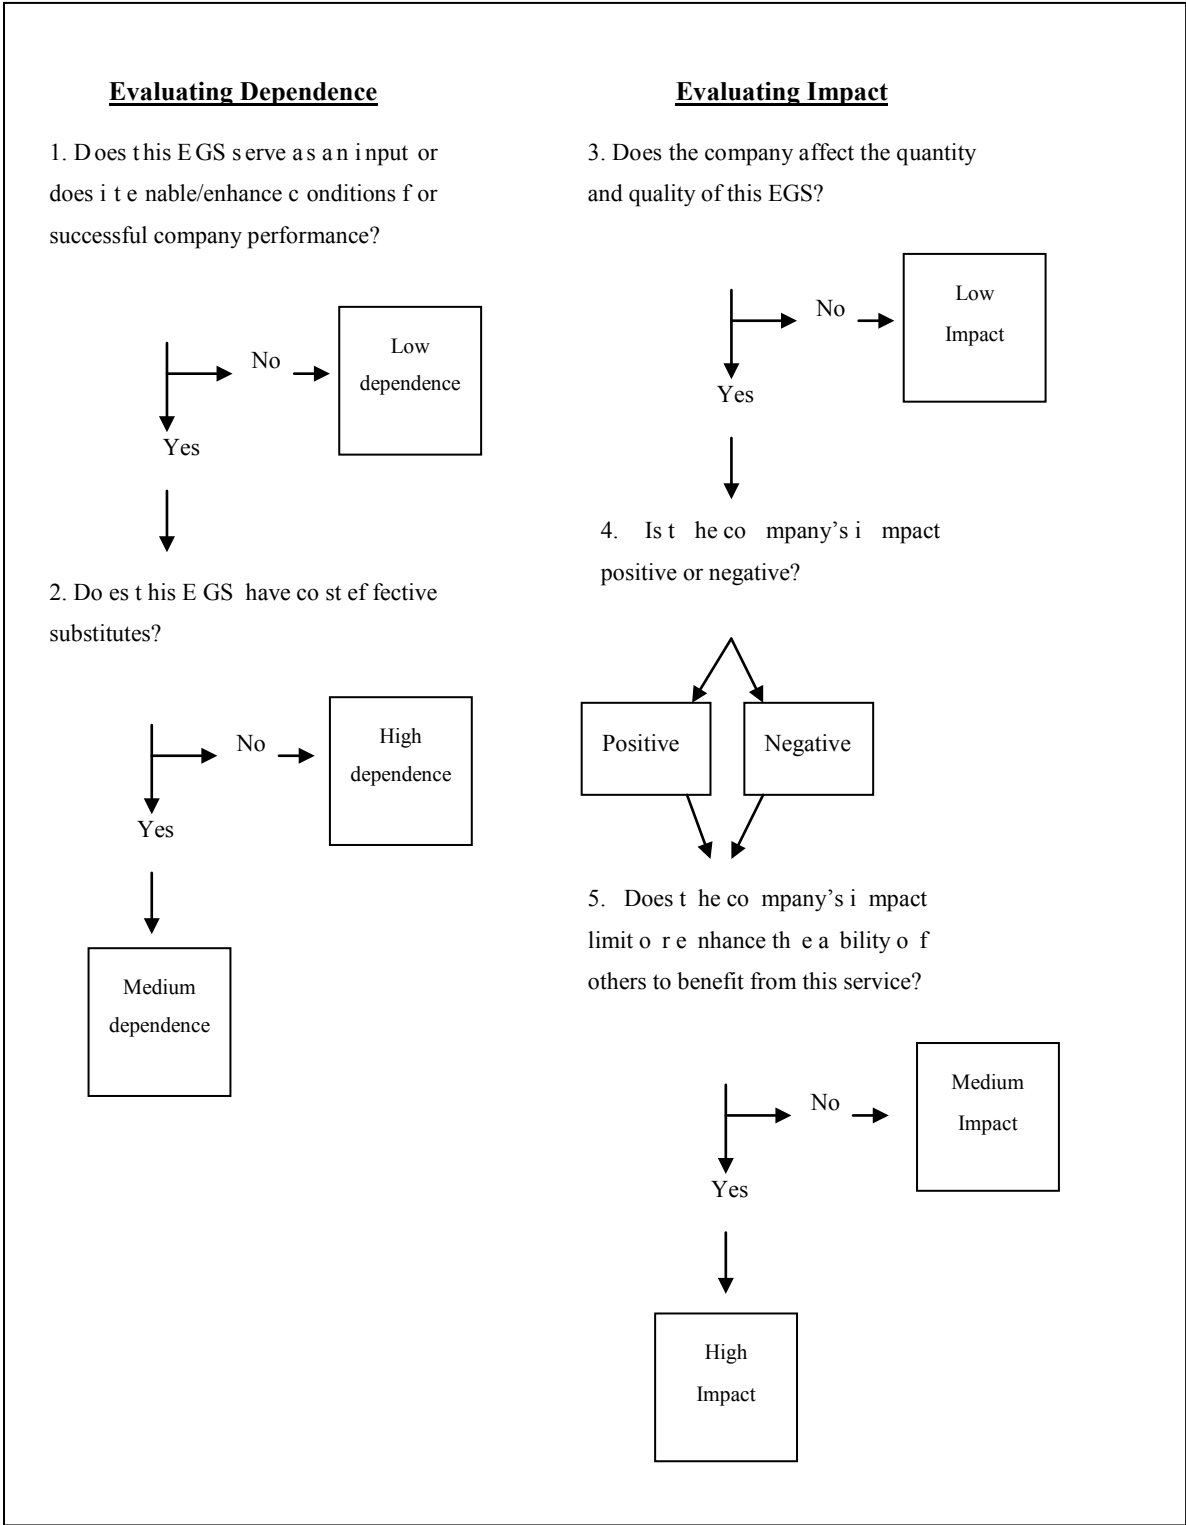 Evaluating Dependence
1. Does this EGS serve as an input or
does it enable/enhance conditions for
successful company performance?
No
Low
dependence
Yes
2. Does this EGS have cost effective
substitutes?
No
High
dependence
Yes
Medium
dependence
Evaluating Impact
3. Does the company affect the quantity
and quality of this EGS?
No
Low
Impact
Yes
4. Is the company’s impact
positive or negative?
Positive
Negative
5. Does the company’s impact
limit or enhance the ability of
others to benefit from this service?
No
Medium
Impact
Yes
High
Impact